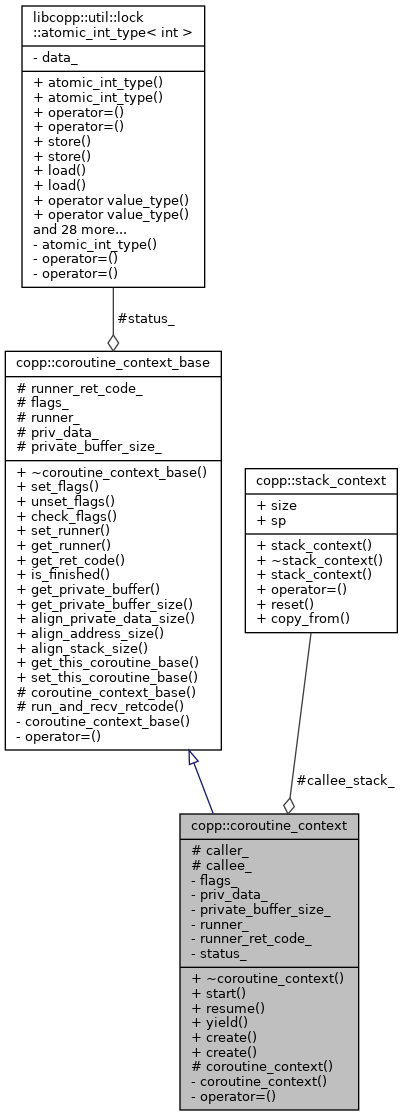 libcopp::util::lock
::atomic_int_type< int >
- data_
+ atomic_int_type()
+ atomic_int_type()
+ operator=()
+ operator=()
+ store()
+ store()
+ load()
+ load()
+ operator value_type()
+ operator value_type()
and 28 more...
- atomic_int_type()
- operator=()
- operator=()
#status_
copp::coroutine_context_base
# runner_ret_code_
# flags_
# runner_
# priv_data_
# private_buffer_size_
+ ~coroutine_context_base()
+ set_flags()
+ unset_flags()
+ check_flags()
+ set_runner()
+ get_runner()
+ get_ret_code()
+ is_finished()
+ get_private_buffer()
+ get_private_buffer_size()
+ align_private_data_size()
+ align_address_size()
+ align_stack_size()
+ get_this_coroutine_base()
+ set_this_coroutine_base()
# coroutine_context_base()
# run_and_recv_retcode()
- coroutine_context_base()
- operator=()
copp::stack_context
+ size
+ sp
+ stack_context()
+ ~stack_context()
+ stack_context()
+ operator=()
+ reset()
+ copy_from()
#callee_stack_
copp::coroutine_context
# caller_
# callee_
- flags_
- priv_data_
- private_buffer_size_
- runner_
- runner_ret_code_
- status_
+ ~coroutine_context()
+ start()
+ resume()
+ yield()
+ create()
+ create()
# coroutine_context()
- coroutine_context()
- operator=()